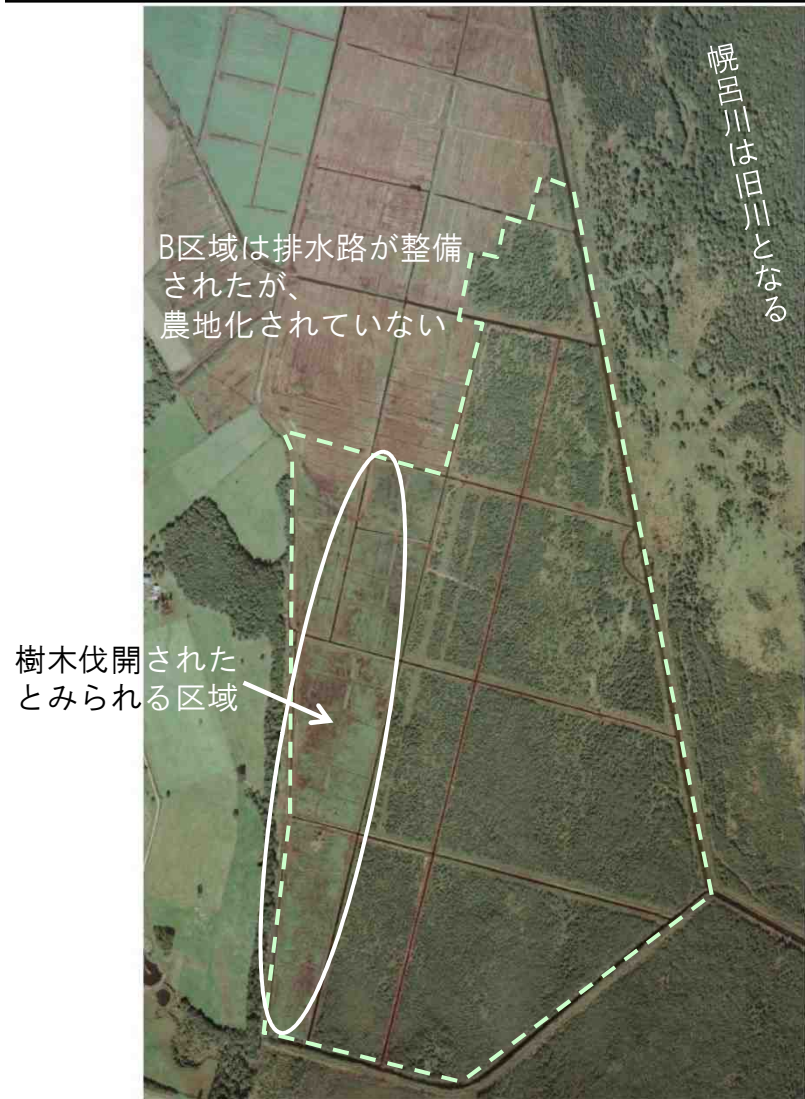 幌呂川は旧川となる
B区域は排水路が整備
されたが、
農地化されていない
樹木伐開された
とみられる区域